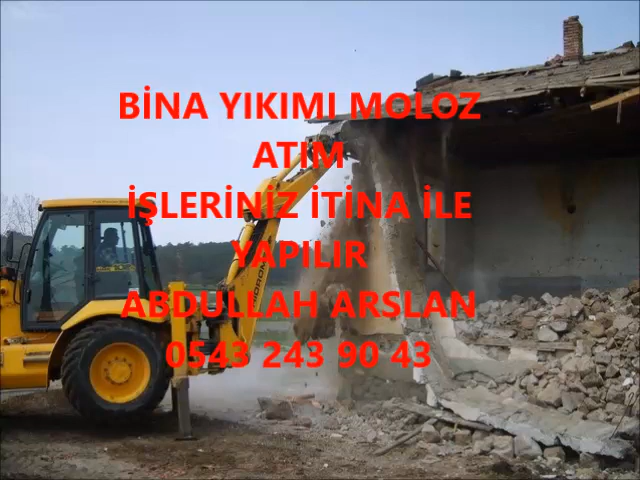 BİNA YIKIMI MOLOZ
ATIM
İŞLERİNİZ İTİNA İLE
YAPILIR
ABDULLAH ARSLAN
0543 243 90 43